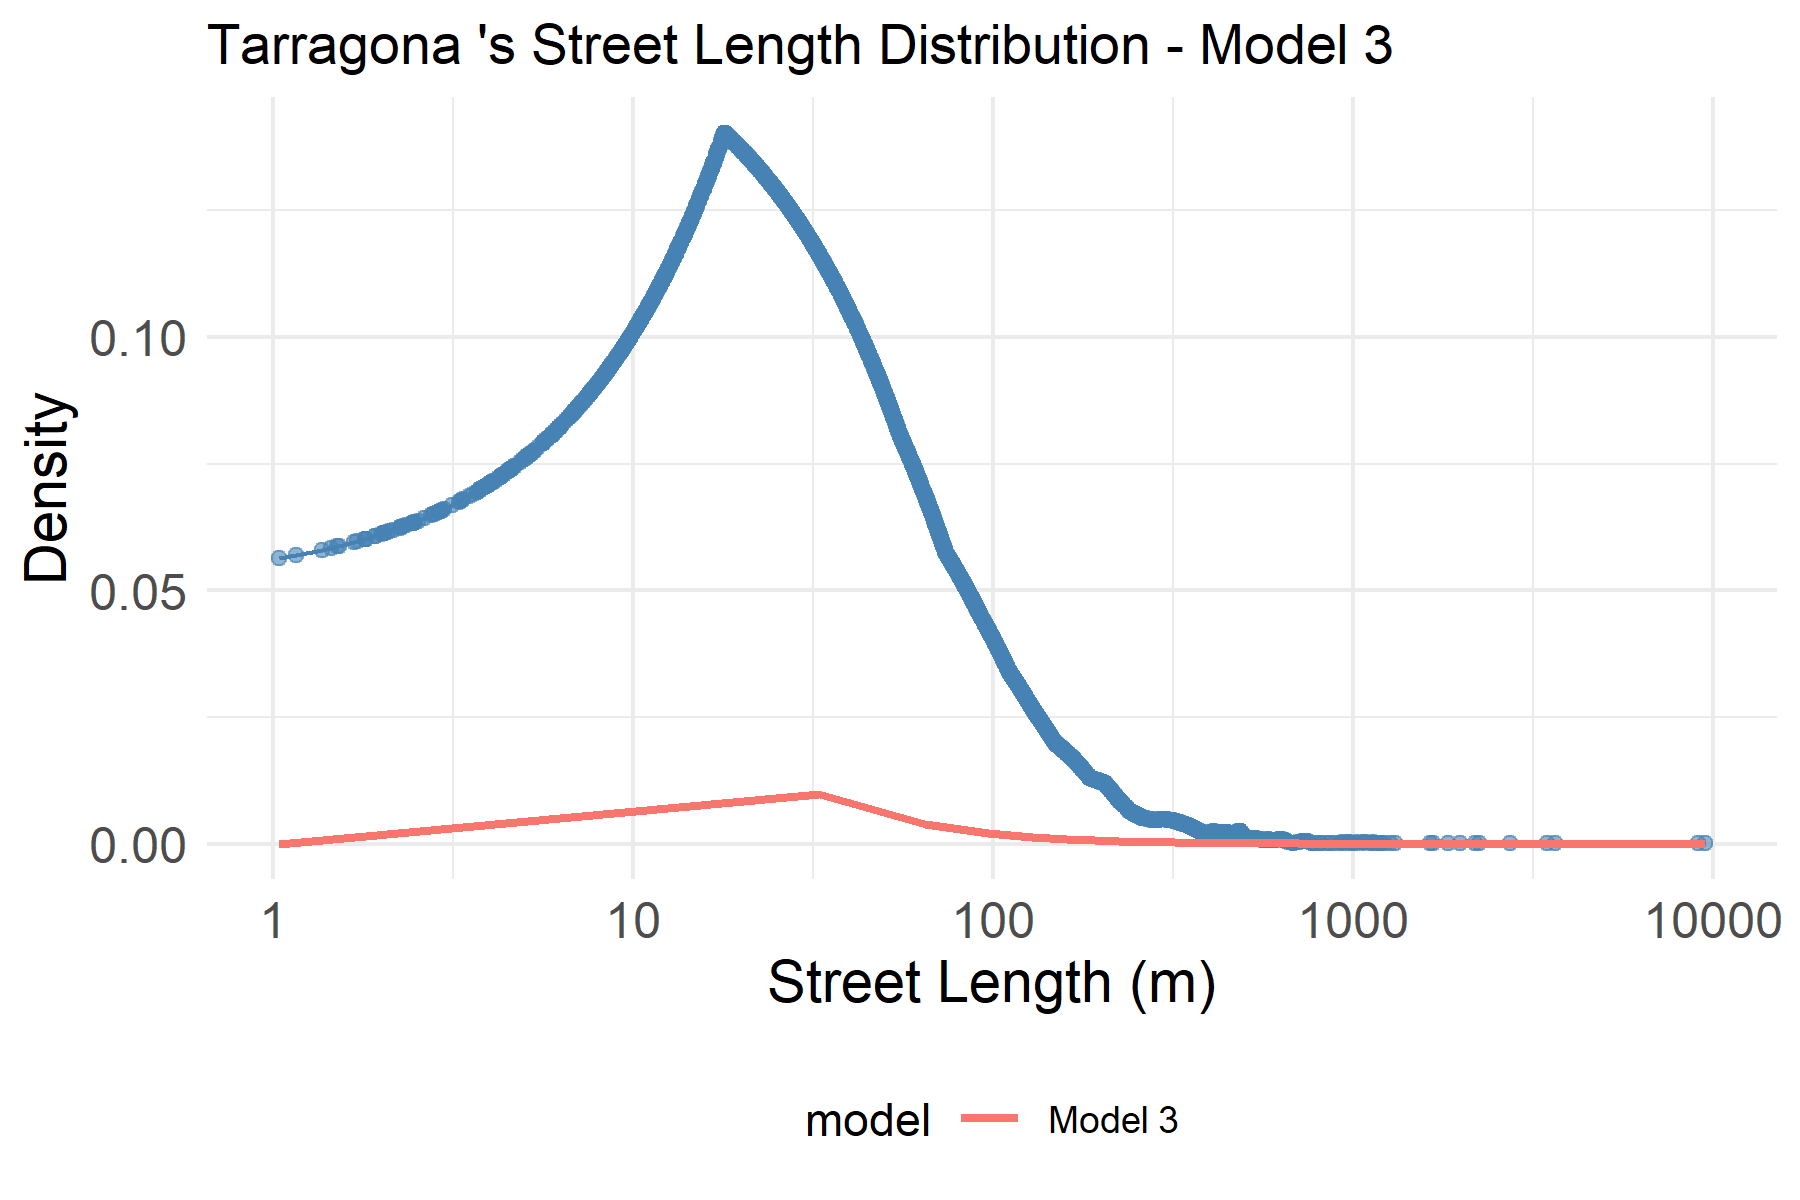 Tarragona 's Street Length Distribution - Model 3
Density
0.10
0.05
0.00
1 10 100 1000 10000
Street Length (m)
model Model 3